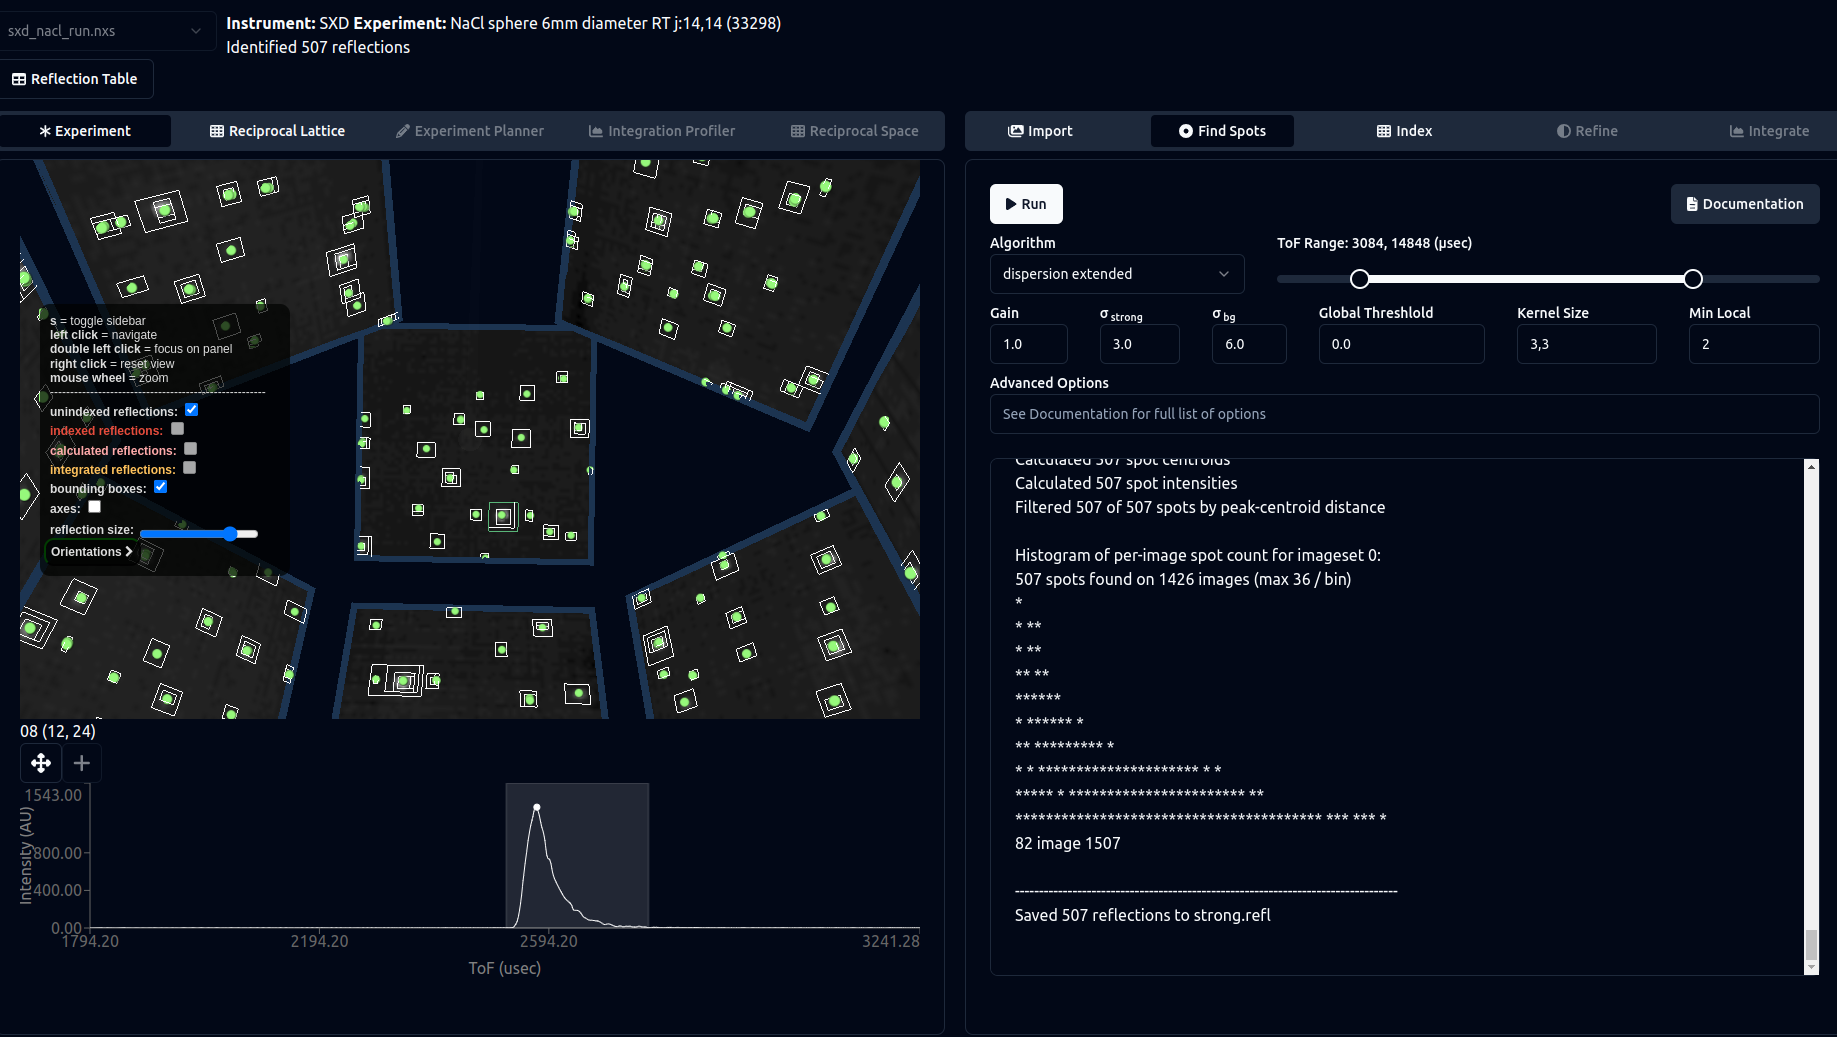 sxd_nacl_run.nxs
Instrument: SXD Experiment: NaCl sphere 6mm diameter RT j:14,14 (33298)
Identified 507 reflections
Reflection Table
Experiment
Reciprocal Lattice
Experiment Planner
Integration Profiler
Reciprocal Space
s = toggle sidebar
left click = navigate
double left click = focus on panel
right click = reset view
mouse wheel = zoom
------------------------------------------------------
unindexed reflections:
indexed reflections:
calculated reflections:
integrated reflections:
bounding boxes:
axes:
reflection size:
Orientations
08 (12, 24)
1543.00
800.00
400.00
0.00
Intensity (AU)
1794.20
2194.20
2594.20
3241.28
ToF (usec)
Import
Find Spots
Index
Refine
Integrate
Run
Documentation
Algorithm
dispersion extended
ToF Range: 3084, 14848 (μsec)
Gain
1.0
σ strong
3.0
σ bg
6.0
Global Threshlold
0.0
Kernel Size
3,3
Min Local
2
Advanced Options
See Documentation for full list of options
Calculated 507 spot centroids
Calculated 507 spot intensities
Filtered 507 of 507 spots by peak-centroid distance
Histogram of per-image spot count for imageset 0:
507 spots found on 1426 images (max 36 / bin)
*
* **
* **
** **
******
* ****** *
** ********* *
* * ********************* * *
***** * *********************** **
**************************************** *** *** *
82 image 1507
--------------------------------------------------------------------------------
Saved 507 reflections to strong.refl